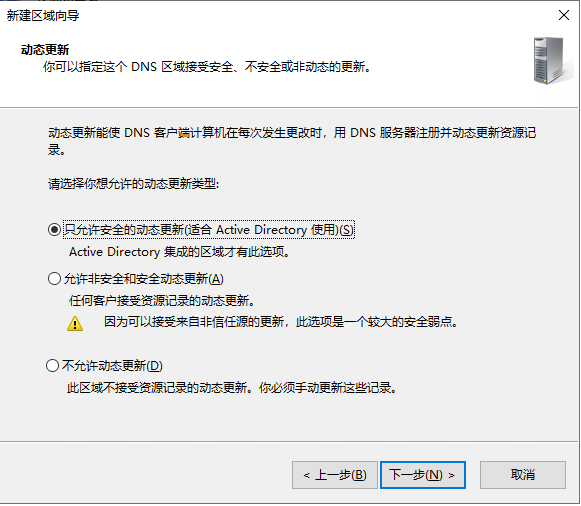 新建区域向导
动态更新
你可以指定这个 DNS 区域接受安全、不安全或非动态的更新。
动态更新能使 DNS 客户端计算机在每次发生更改时，用 DNS 服务器注册并动态更新资源记
录。
请选择你想允许的动态更新类型:
只允许安全的动态更新(适合 Active Directory 使用)(S)
Active Directory 集成的区域才有此选项。
允许非安全和安全动态更新(A)
任何客户接受资源记录的动态更新。
因为可以接受来自非信任源的更新，此选项是一个较大的安全弱点。
不允许动态更新(D)
此区域不接受资源记录的动态更新。你必须手动更新这些记录。
< 上一步(B) 下一步(N) > 取消